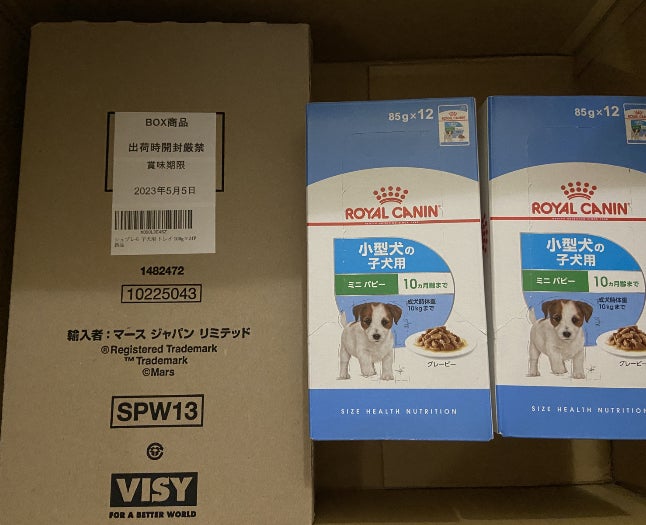 BOX商品
出荷時開封厳禁
賞味期限
2023年5月5日
1482472
10225043
輸入者：マース ジャパン リミテッド
®Registered Trademark
™Trademark
©Mars
SPW13
VISY
FOR A BETTER WORLD
85g×12
ROYAL CANIN
小型犬の
子犬用
ミニ パピー
10ヵ月齢まで
成犬時体重
10kgまで
グレービー
SIZE HEALTH NUTRITION
85g×12
ROYAL CANIN
小型犬の
子犬用
ミニ パピー
10ヵ月齢まで
成犬時体重
10kgまで
グレービ
SIZE HEALTH NUTRITION